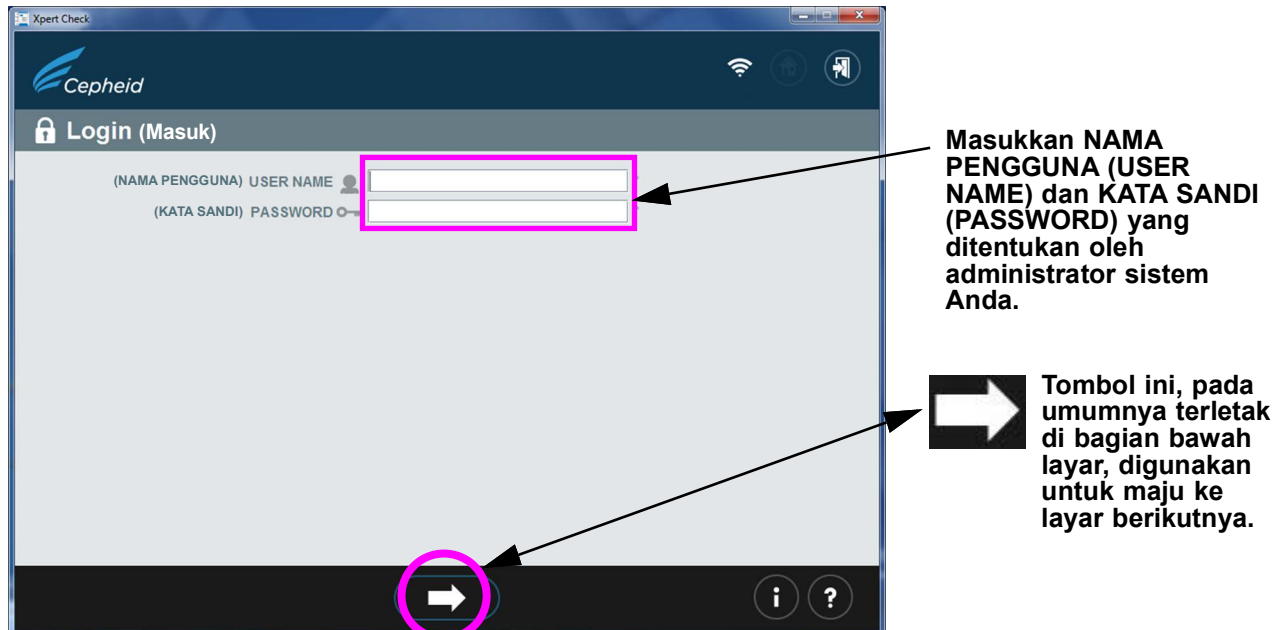 Xpert Check
Cepheid
Login (Masuk)
(NAMA PENGGUNA) USER NAME
(KATA SANDI) PASSWORD
Masukkan NAMA
PENGGUNA (USER
NAME) dan KATA SANDI
(PASSWORD) yang
ditentukan oleh
administrator sistem
Anda.
Tombol ini, pada
umumnya terletak
di bagian bawah
layar, digunakan
untuk maju ke
layar berikutnya.
i ?